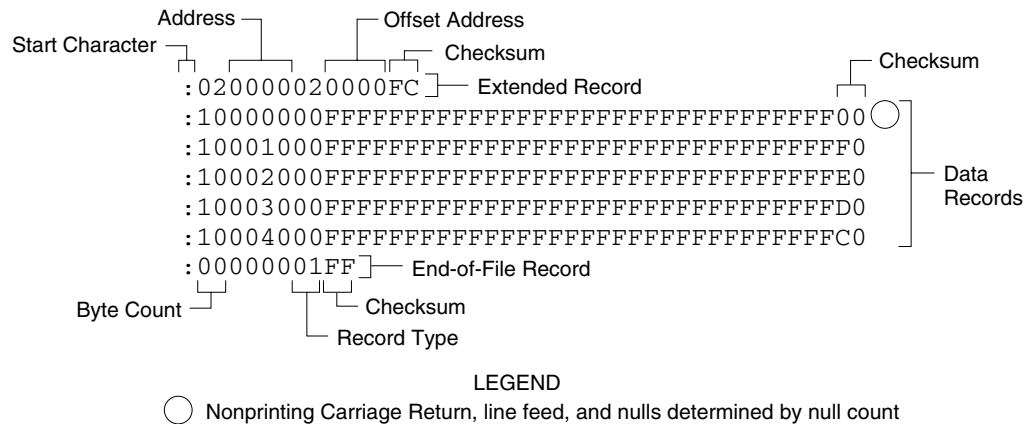 Address
Offset Address
Start Character
Checksum
Checksum
:020000020000FC
Extended Record
:10000000FFFFFFFFFFFFFFFFFFFFFFFFFFFFFFFF00
:10001000FFFFFFFFFFFFFFFFFFFFFFFFFFFFFFFFF0
:10002000FFFFFFFFFFFFFFFFFFFFFFFFFFFFFFFFE0
Data
Records
:10003000FFFFFFFFFFFFFFFFFFFFFFFFFFFFFFFFD0
:10004000FFFFFFFFFFFFFFFFFFFFFFFFFFFFFFFFC0
:00000001FF
End-of-File Record
Byte Count
Checksum
Record Type
LEGEND
Nonprinting Carriage Return, line feed, and nulls determined by null count